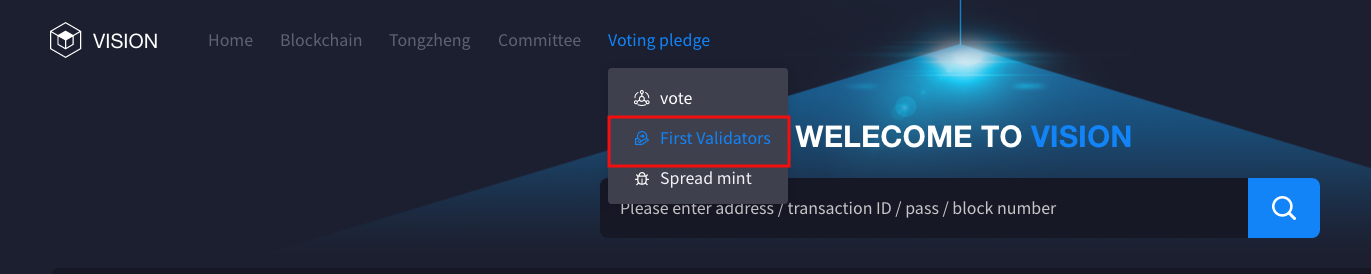 VISION Home Blockchain Tongzheng Committee Voting pledge
vote
First Validators
Spread mint
WELECOME TO VISION
Please enter address / transaction ID / pass / block number